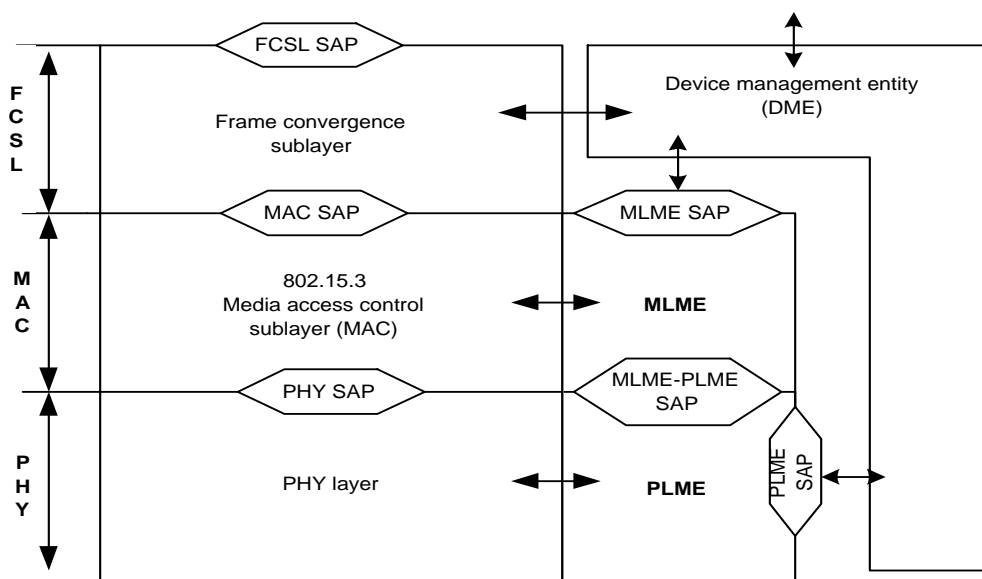 FCSL SAP
Device management entity
(DME)
F
C
S
L
Frame convergence
sublayer
MAC SAP
MLME SAP
M
A
C
802.15.3
Media access control
sublayer (MAC)
MLME
PHY SAP
MLME-PLME
SAP
P
H
Y
PHY layer
PLME
PLME
SAP